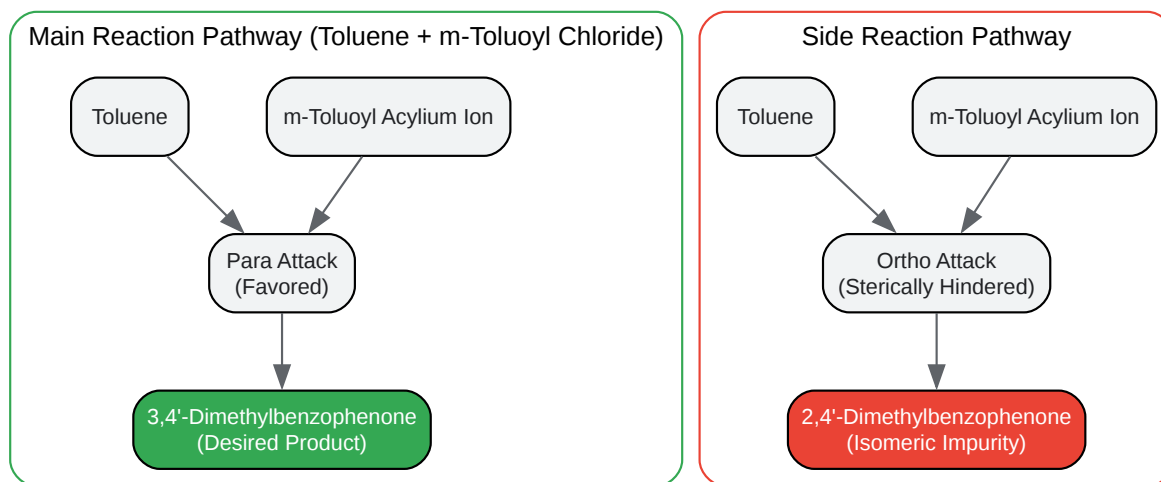 Main Reaction Pathway (Toluene + m-Toluoyl Chloride)
Toluene
m-Toluoyl Acylium Ion
Para Attack
(Favored)
3,4'-Dimethylbenzophenone
(Desired Product)
Side Reaction Pathway
Toluene
m-Toluoyl Acylium Ion
Ortho Attack
(Sterically Hindered)
2,4'-Dimethylbenzophenone
(Isomeric Impurity)